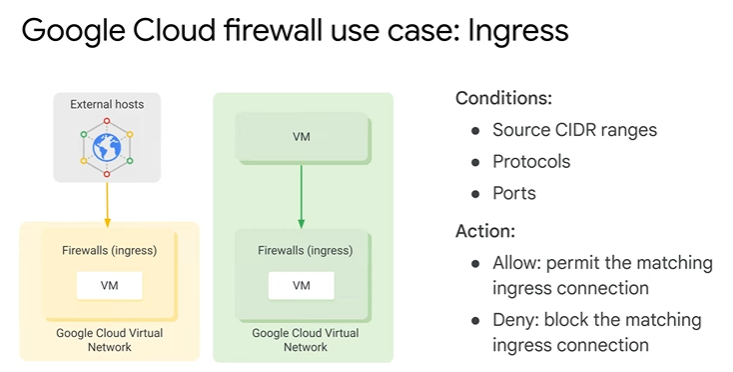 Google Cloud firewall use case: Ingress
External hosts
Firewalls (ingress)
VM
Google Cloud Virtual
Network
VM
Firewalls (ingress)
VM
Google Cloud Virtual
Network
Conditions:
● Source CIDR ranges
● Protocols
● Ports
Action:
● Allow: permit the matching
ingress connection
● Deny: block the matching
ingress connection